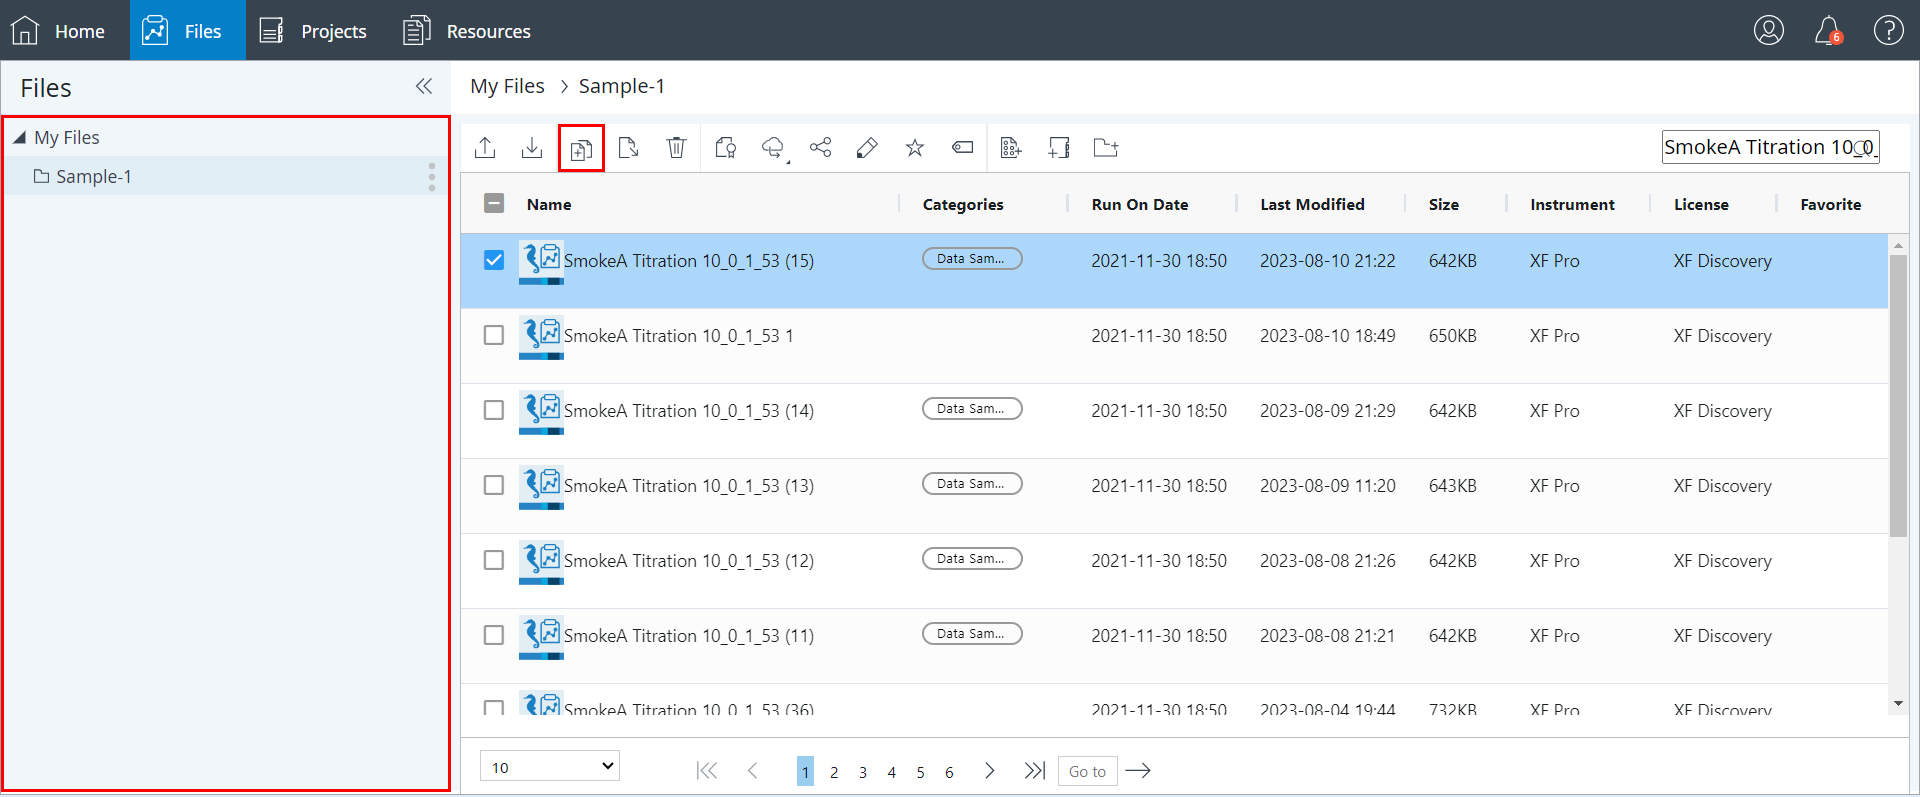 Home Files Projects Resources 6 ?
Files
My Files > Sample-1
My Files
Sample-1
SmokeA Titration 10_0_
Name Categories Run On Date Last Modified Size Instrument License Favorite
SmokeA Titration 10_0_1_53 (15) Data Sam... 2021-11-30 18:50 2023-08-10 21:22 642KB XF Pro XF Discovery
SmokeA Titration 10_0_1_53 1 2021-11-30 18:50 2023-08-10 18:49 650KB XF Pro XF Discovery
SmokeA Titration 10_0_1_53 (14) Data Sam... 2021-11-30 18:50 2023-08-09 21:29 642KB XF Pro XF Discovery
SmokeA Titration 10_0_1_53 (13) Data Sam... 2021-11-30 18:50 2023-08-09 11:20 643KB XF Pro XF Discovery
SmokeA Titration 10_0_1_53 (12) Data Sam... 2021-11-30 18:50 2023-08-08 21:26 642KB XF Pro XF Discovery
SmokeA Titration 10_0_1_53 (11) Data Sam... 2021-11-30 18:50 2023-08-08 21:21 642KB XF Pro XF Discovery
SmokeA Titration 10_0_1_53 (36) 2021-11-30 18:50 2023-08-04 19:44 732KB XF Pro XF Discovery
10 1 2 3 4 5 6 Go to